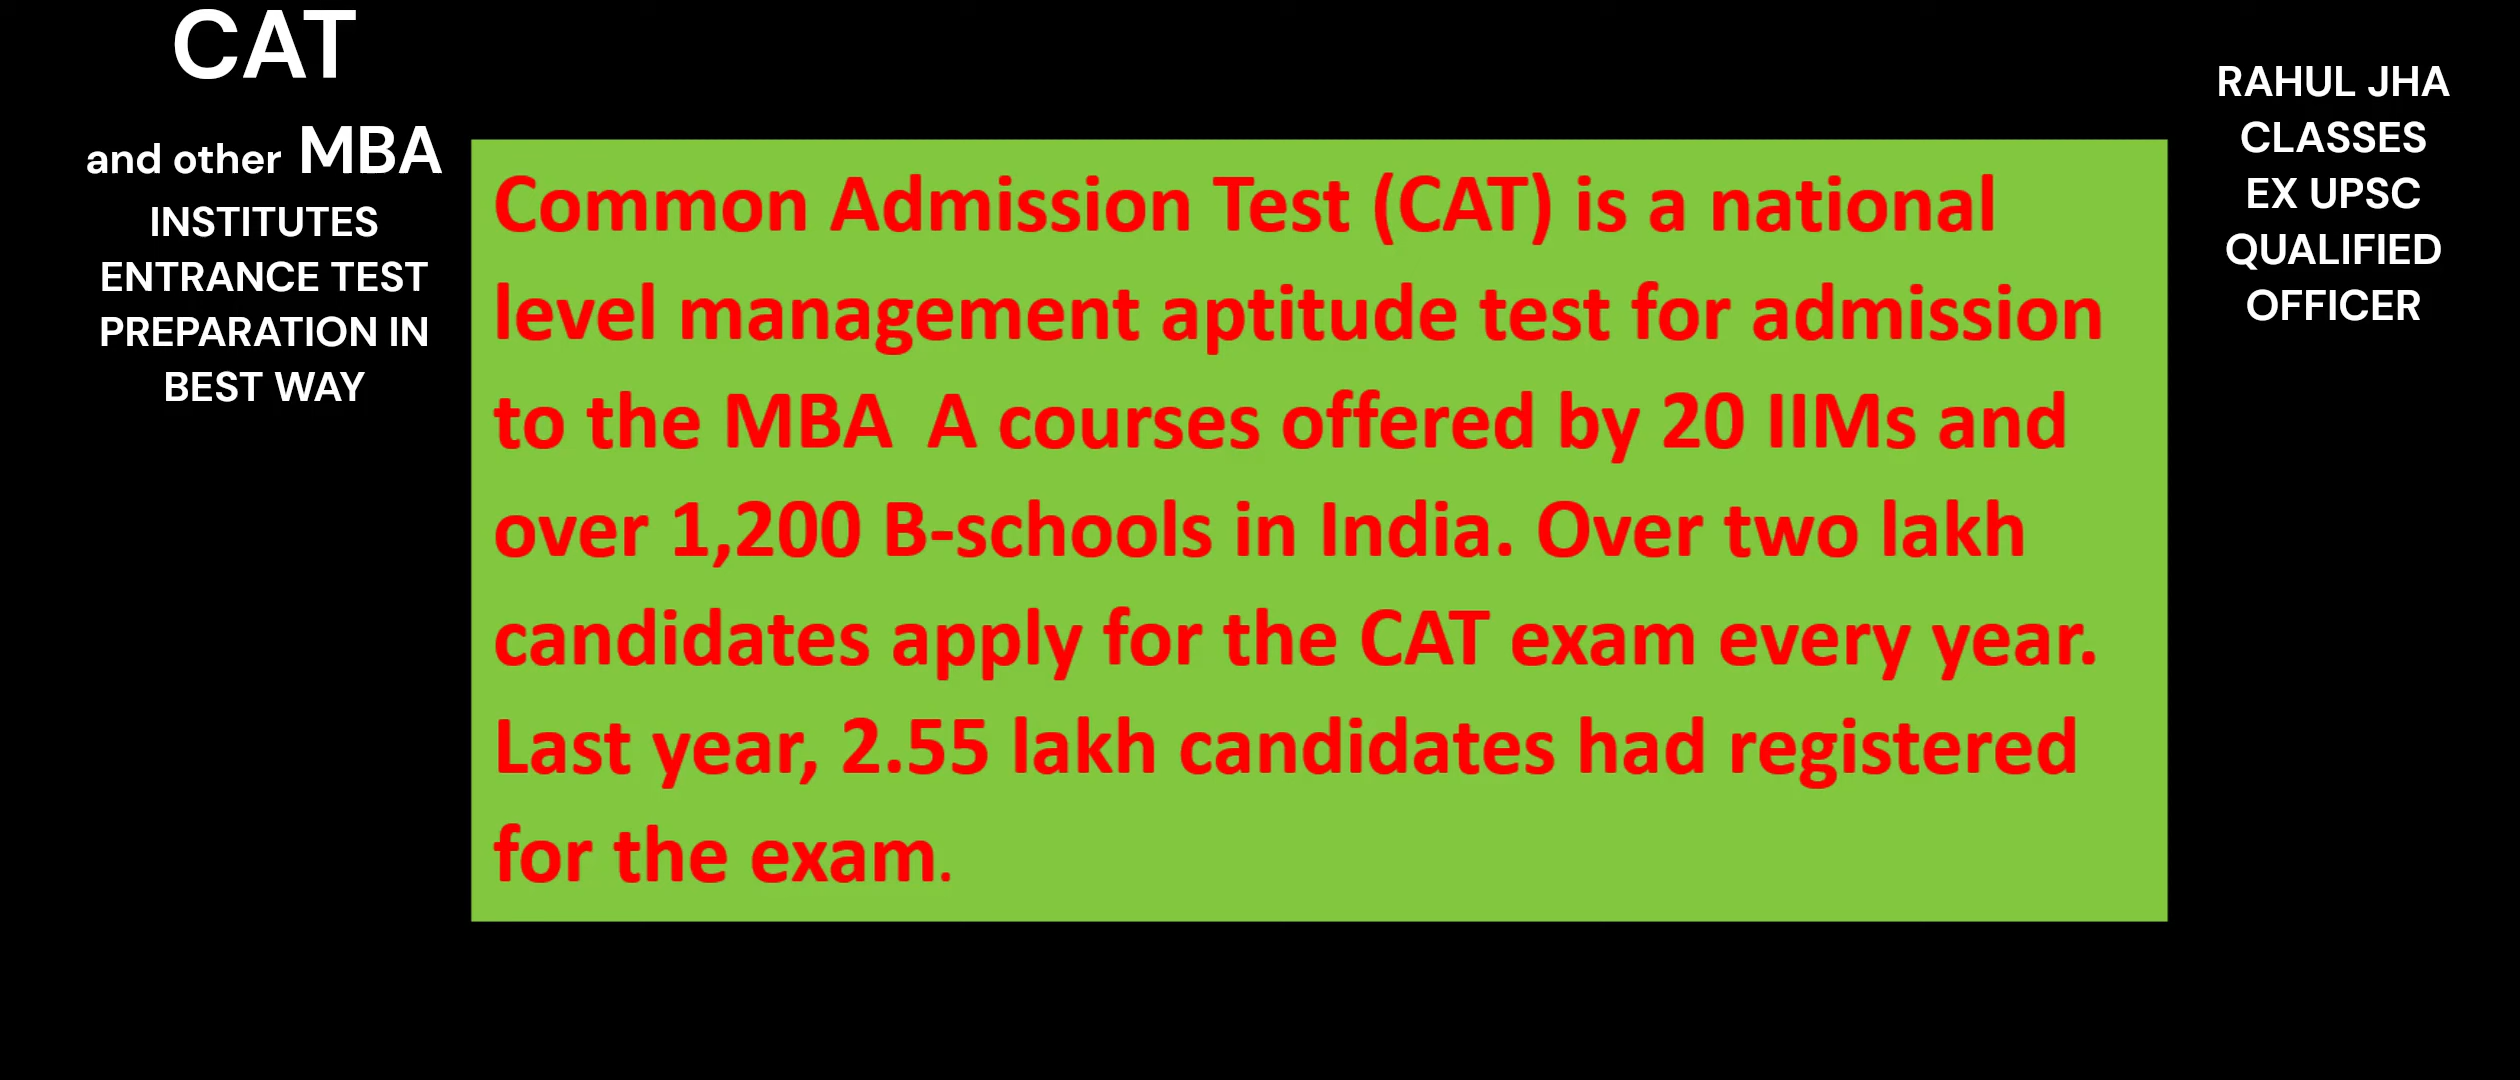 CAT
and other MBA
INSTITUTES
ENTRANCE TEST
PREPARATION IN
BEST WAY
Common Admission Test (CAT) is a national
level management aptitude test for admission
to the MBA  A courses offered by 20 IIMs and
over 1,200 B-schools in India. Over two lakh
candidates apply for the CAT exam every year.
Last year, 2.55 lakh candidates had registered
for the exam.
RAHUL JHA
CLASSES
EX UPSC
QUALIFIED
OFFICER